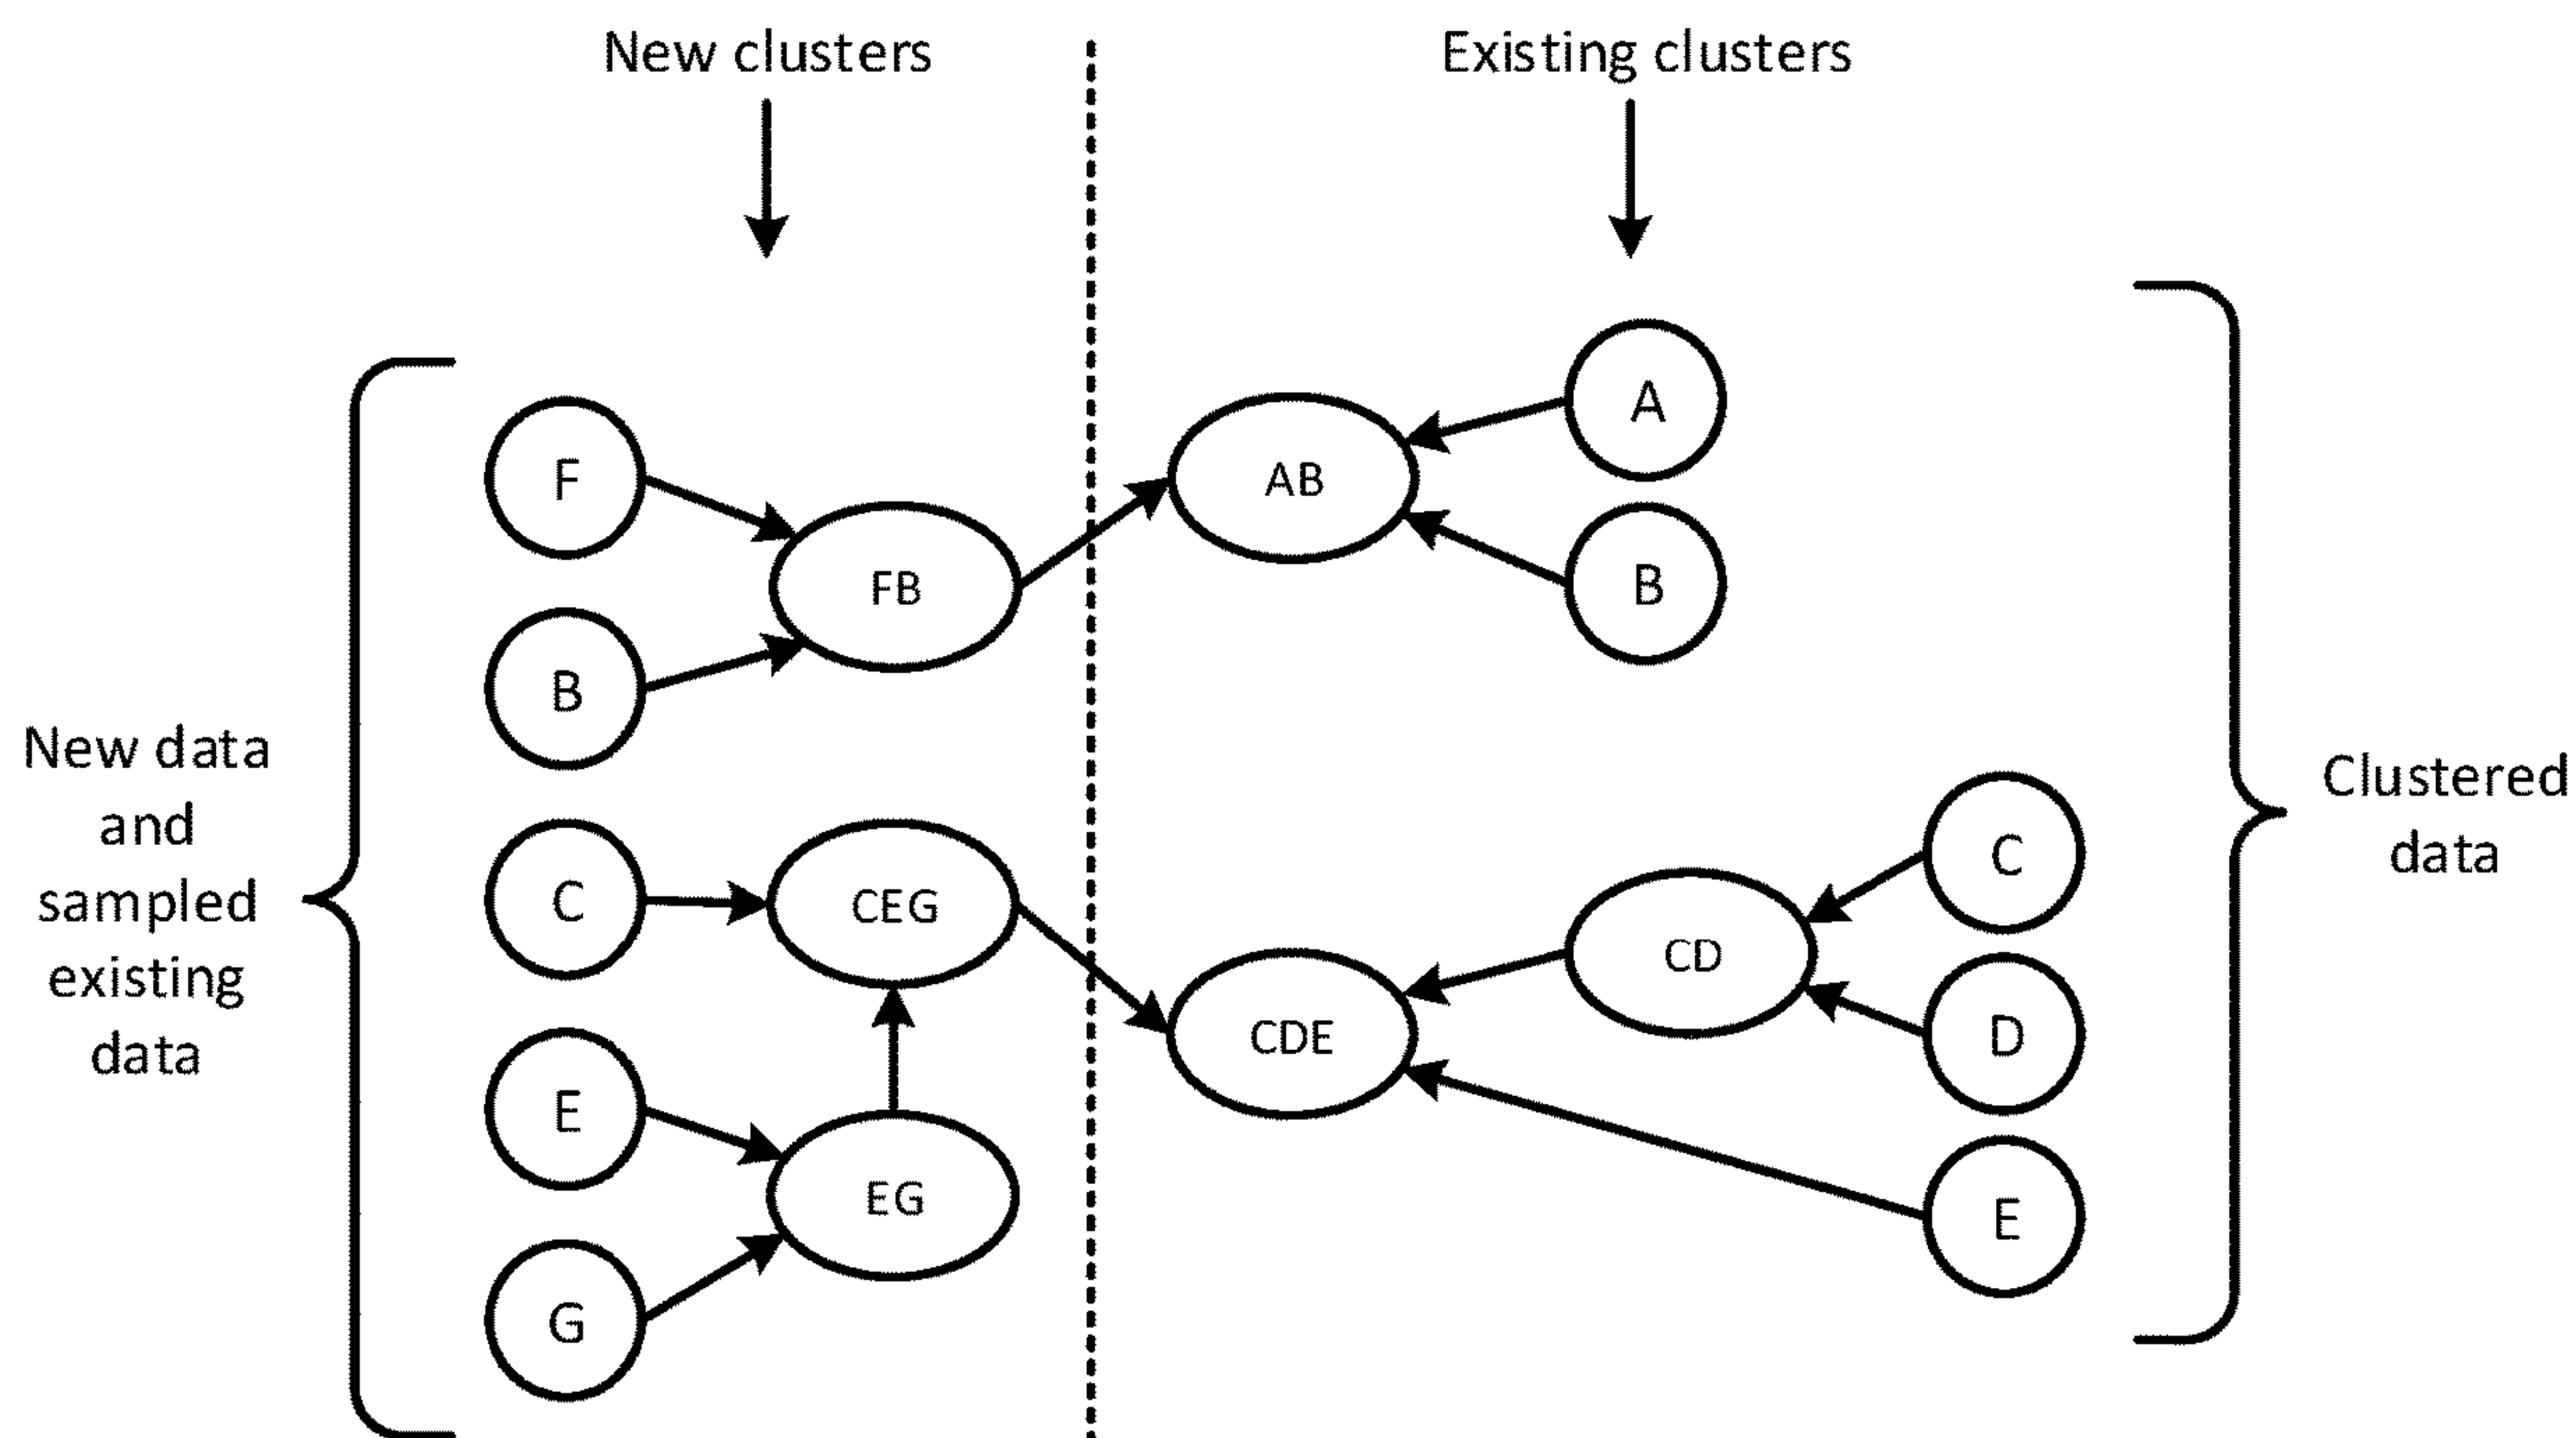 New clusters
Existing clusters
New data
and
sampled
existing
data
F
B
C
E
G
FB
CEG
EG
AB
CDE
A
B
CD
C
D
E
Clustered
data